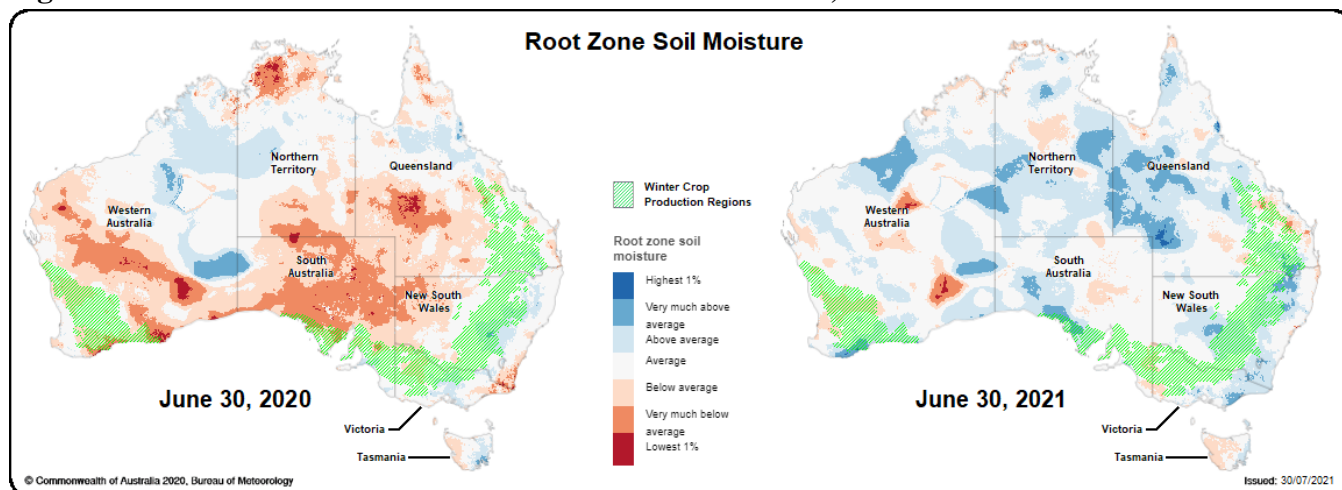 Root Zone Soil Moisture
Northern
Territory
Queensland
Western
Australia
South
Australia
New South
Wales
June 30, 2020
Victoria
Tasmania
Winter Crop
Production Regions
Root zone soil
moisture
Highest 1%
Very much above
average
Above average
Average
Below average
Very much below
average
Lowest 1%
Northern
Territory
Queensland
Western
Australia
South
Australia
New South
Wales
June 30, 2021
Victoria
Tasmania
© Commonwealth of Australia 2020, Bureau of Meteorology
Issued: 30/07/2021